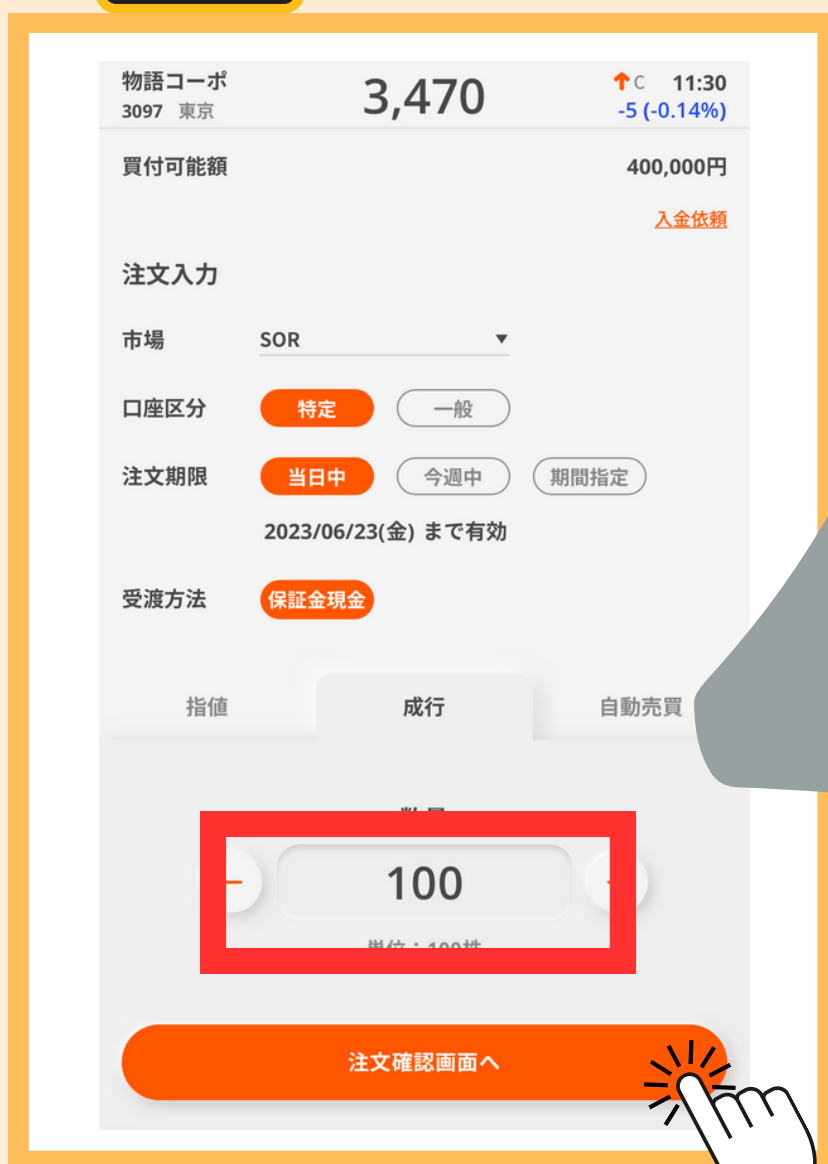 物語コーポ 3,470 C 11:30
3097 東京 -5 (-0.14%)
買付可能額 400,000円
入金依頼
注文入力
市場 SOR
口座区分 特定 一般
注文期限 当日中 今週中 期間指定
2023/06/23(金) まで有効
受渡方法 保証金現金
指値 成行 自動売買
100
注文確認画面へ